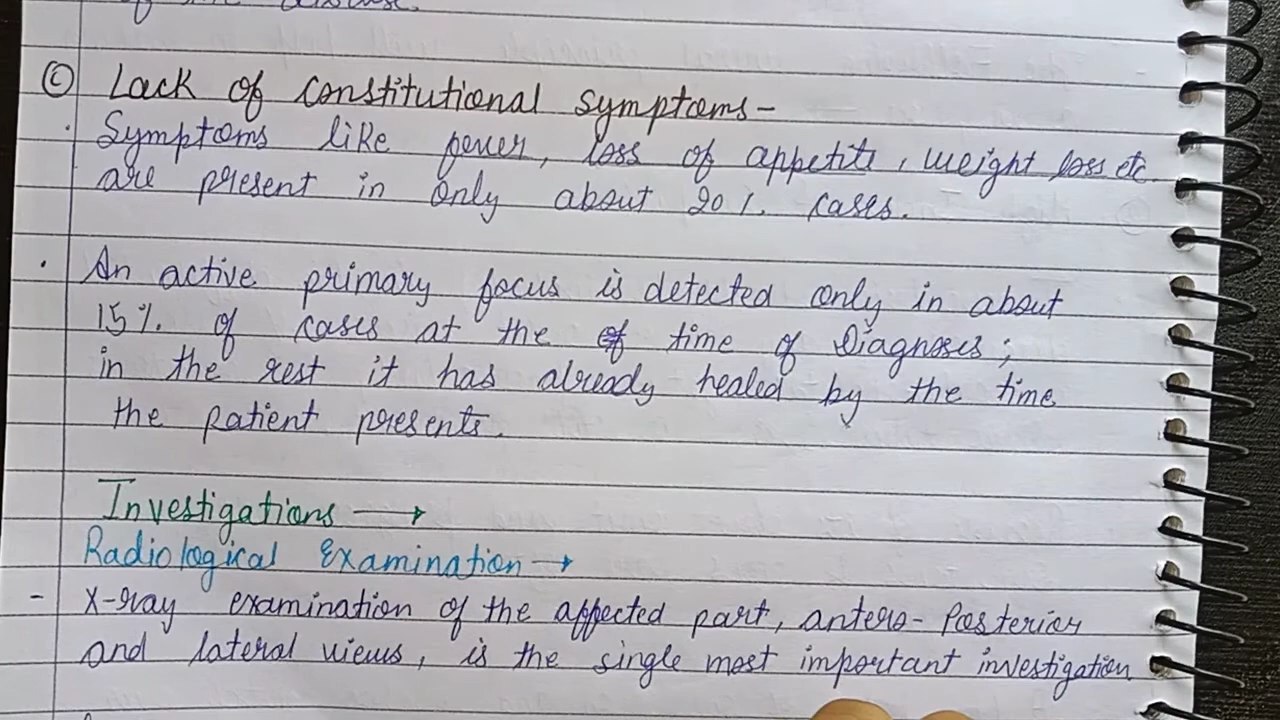 of the disease.
Ⓒ Lack of constitutional symptoms-
· Symptoms like fever, loss of appetite, weight loss etc.
are present in only about 20%. cases.
· An active primary focus is detected only in about
15%. of cases at the of time of Diagnoses;
in the rest it has already healed by the time
the patient presents.
Investigations →
Radiological Examination →
- X-ray examination of the affected part, antero-Posterior
and lateral views, is the single most important investigation